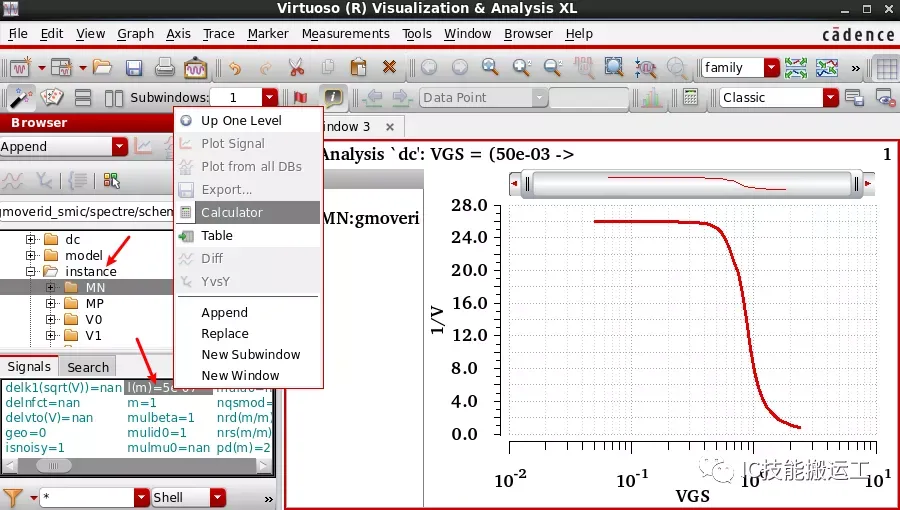 Virtuoso (R) Visualization & Analysis XL
File Edit View Graph Axis Trace Marker Measurements Tools Window Browser Help
cādence
family
»
Subwindows: 1
Data Point
Classic
Browser
Append
gmoverid_smic/spectre/schem
dc
model
instance
MN
MP
V0
V1
Signals
Search
delk1(sqrt(V))=nan
l(m)=5e-07
delnfct=nan
m=1
nqsmod=
delvto(V)=nan
mulbeta=1
nrd(m/m)
geo=0
mulid0=1
nrs(m/m)
isnoisy=1
mulmu0=nan
pd(m)=2
*
Shell
»
Up One Level
Plot Signal
Plot from all DBs
Export...
Calculator
Table
Diff
YvsY
Append
Replace
New Subwindow
New Window
indow 3
Analysis `dc': VGS = (50e-03 ->
1
MN:gmoveri
28.0
24.0
20.0
16.0
12.0
8.0
4.0
0.0
1/V
10-2
10-1
100
101
VGS
IC技能搬运工